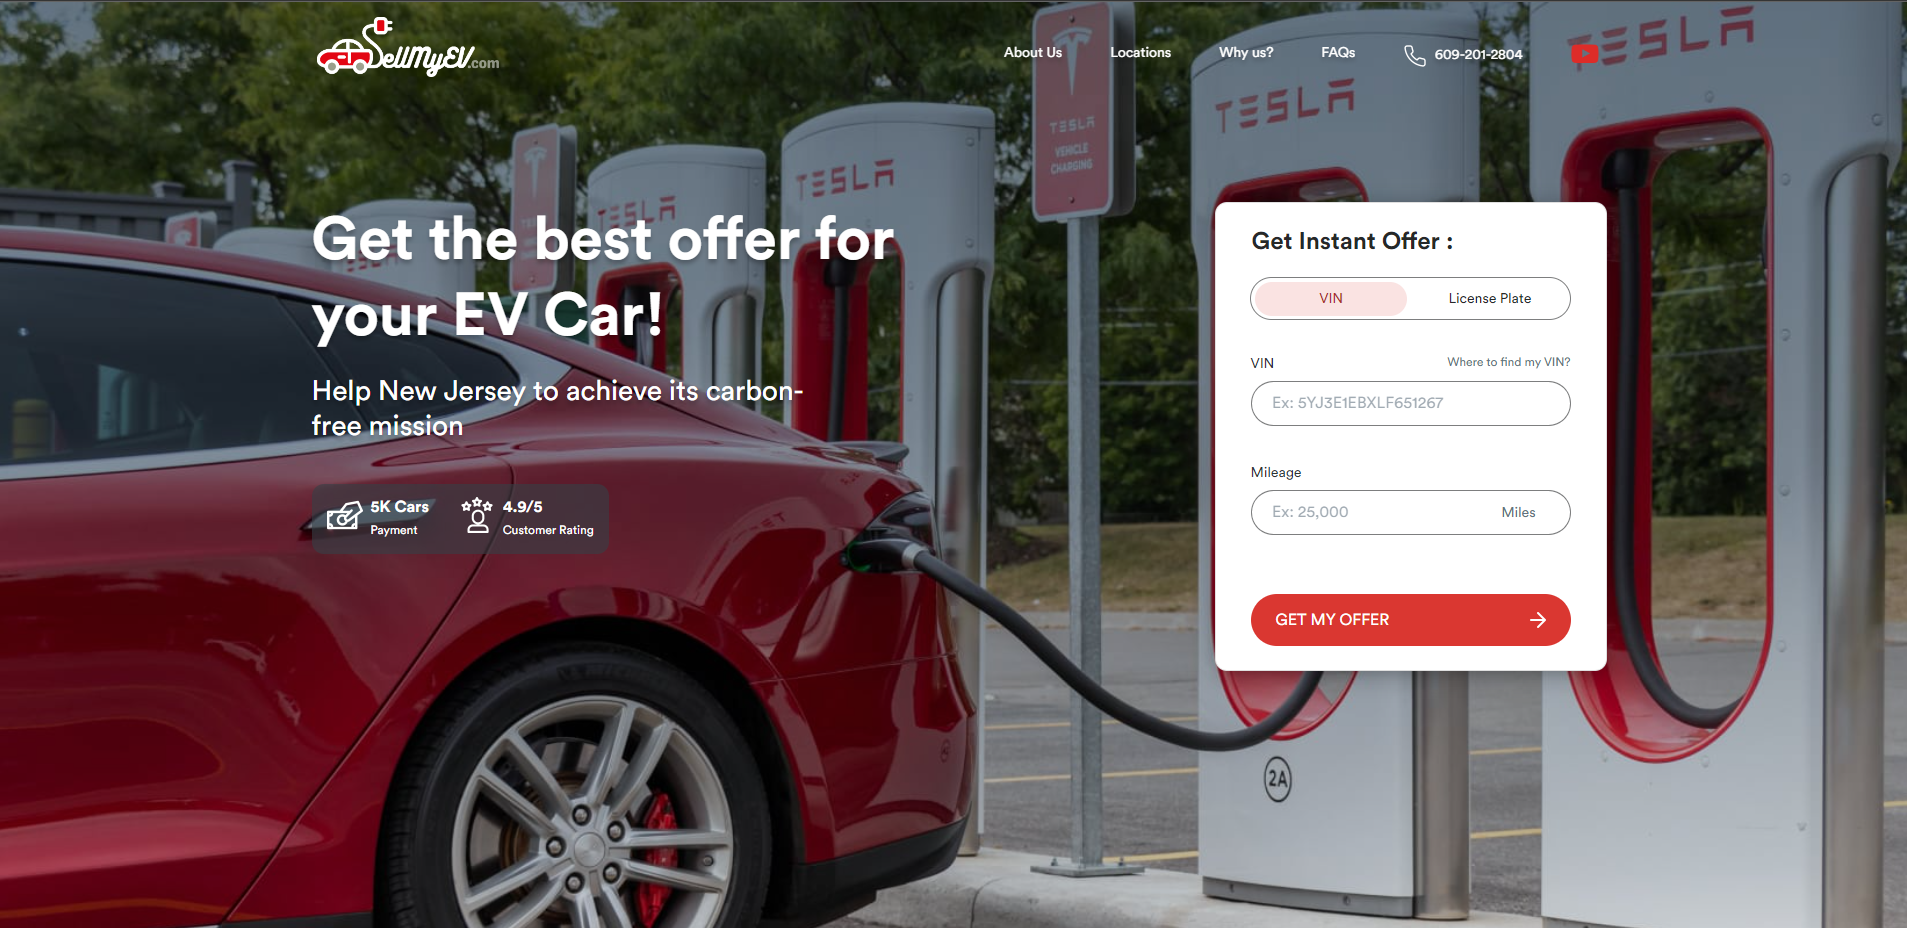 SellMyEV.com
About Us
Locations
Why us?
FAQs
609-201-2804
TESLA
TESLA
TESLA
TESLA
TESLA
VEHICLE
CHARGING
Get the best offer for
your EV Car!
Help New Jersey to achieve its carbon-
free mission
5K Cars
Payment
4.9/5
Customer Rating
Get Instant Offer :
VIN
License Plate
VIN
Where to find my VIN?
Ex: 5YJ3E1EBXLF651267
Mileage
Ex: 25,000
Miles
GET MY OFFER
2A